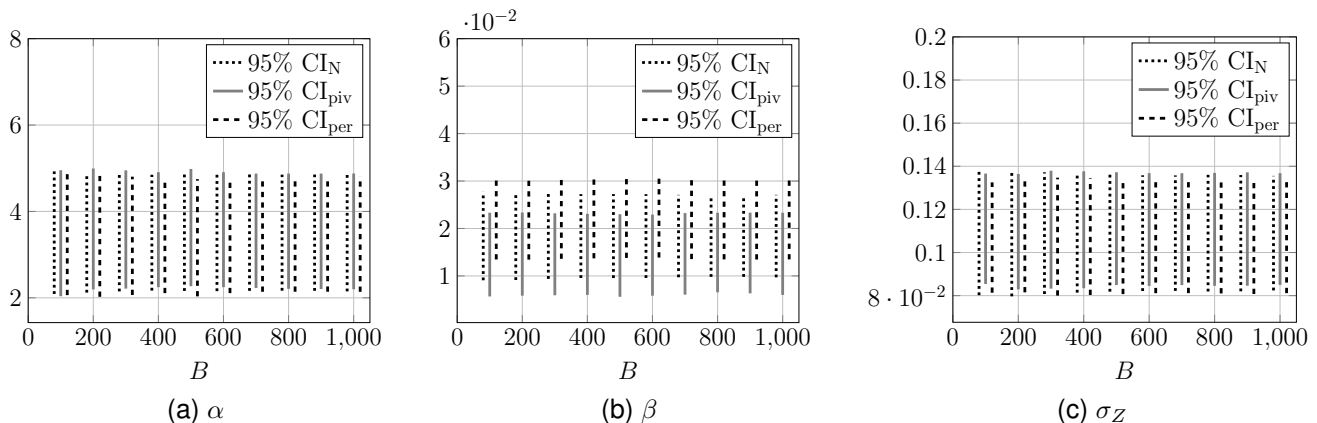 8
6
4
2
0
200
400
600
800
1,000
95% CI_N
95% CI_piv
95% CI_per
B
(a) α
·10⁻²
6
5
4
3
2
1
0
200
400
600
800
1,000
95% CI_N
95% CI_piv
95% CI_per
B
(b) β
0.2
0.18
0.16
0.14
0.12
0.1
8 · 10⁻²
0
200
400
600
800
1,000
95% CI_N
95% CI_piv
95% CI_per
B
(c) σ_Z